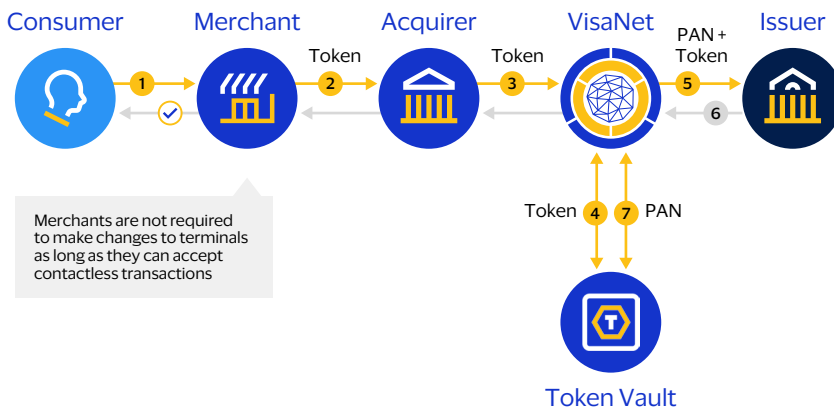 Consumer
Merchant
Acquirer
VisaNet
Issuer
Token
Token
PAN +
Token
1
2
3
5
6
Merchants are not required
to make changes to terminals
as long as they can accept
contactless transactions
Token
4
7
PAN
T
Token Vault